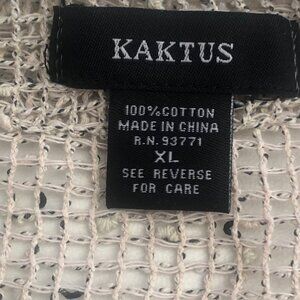 KAKTUS
100% COTTON
MADE IN CHINA
R.N. 93771
XL
SEE REVERSE
FOR CARE